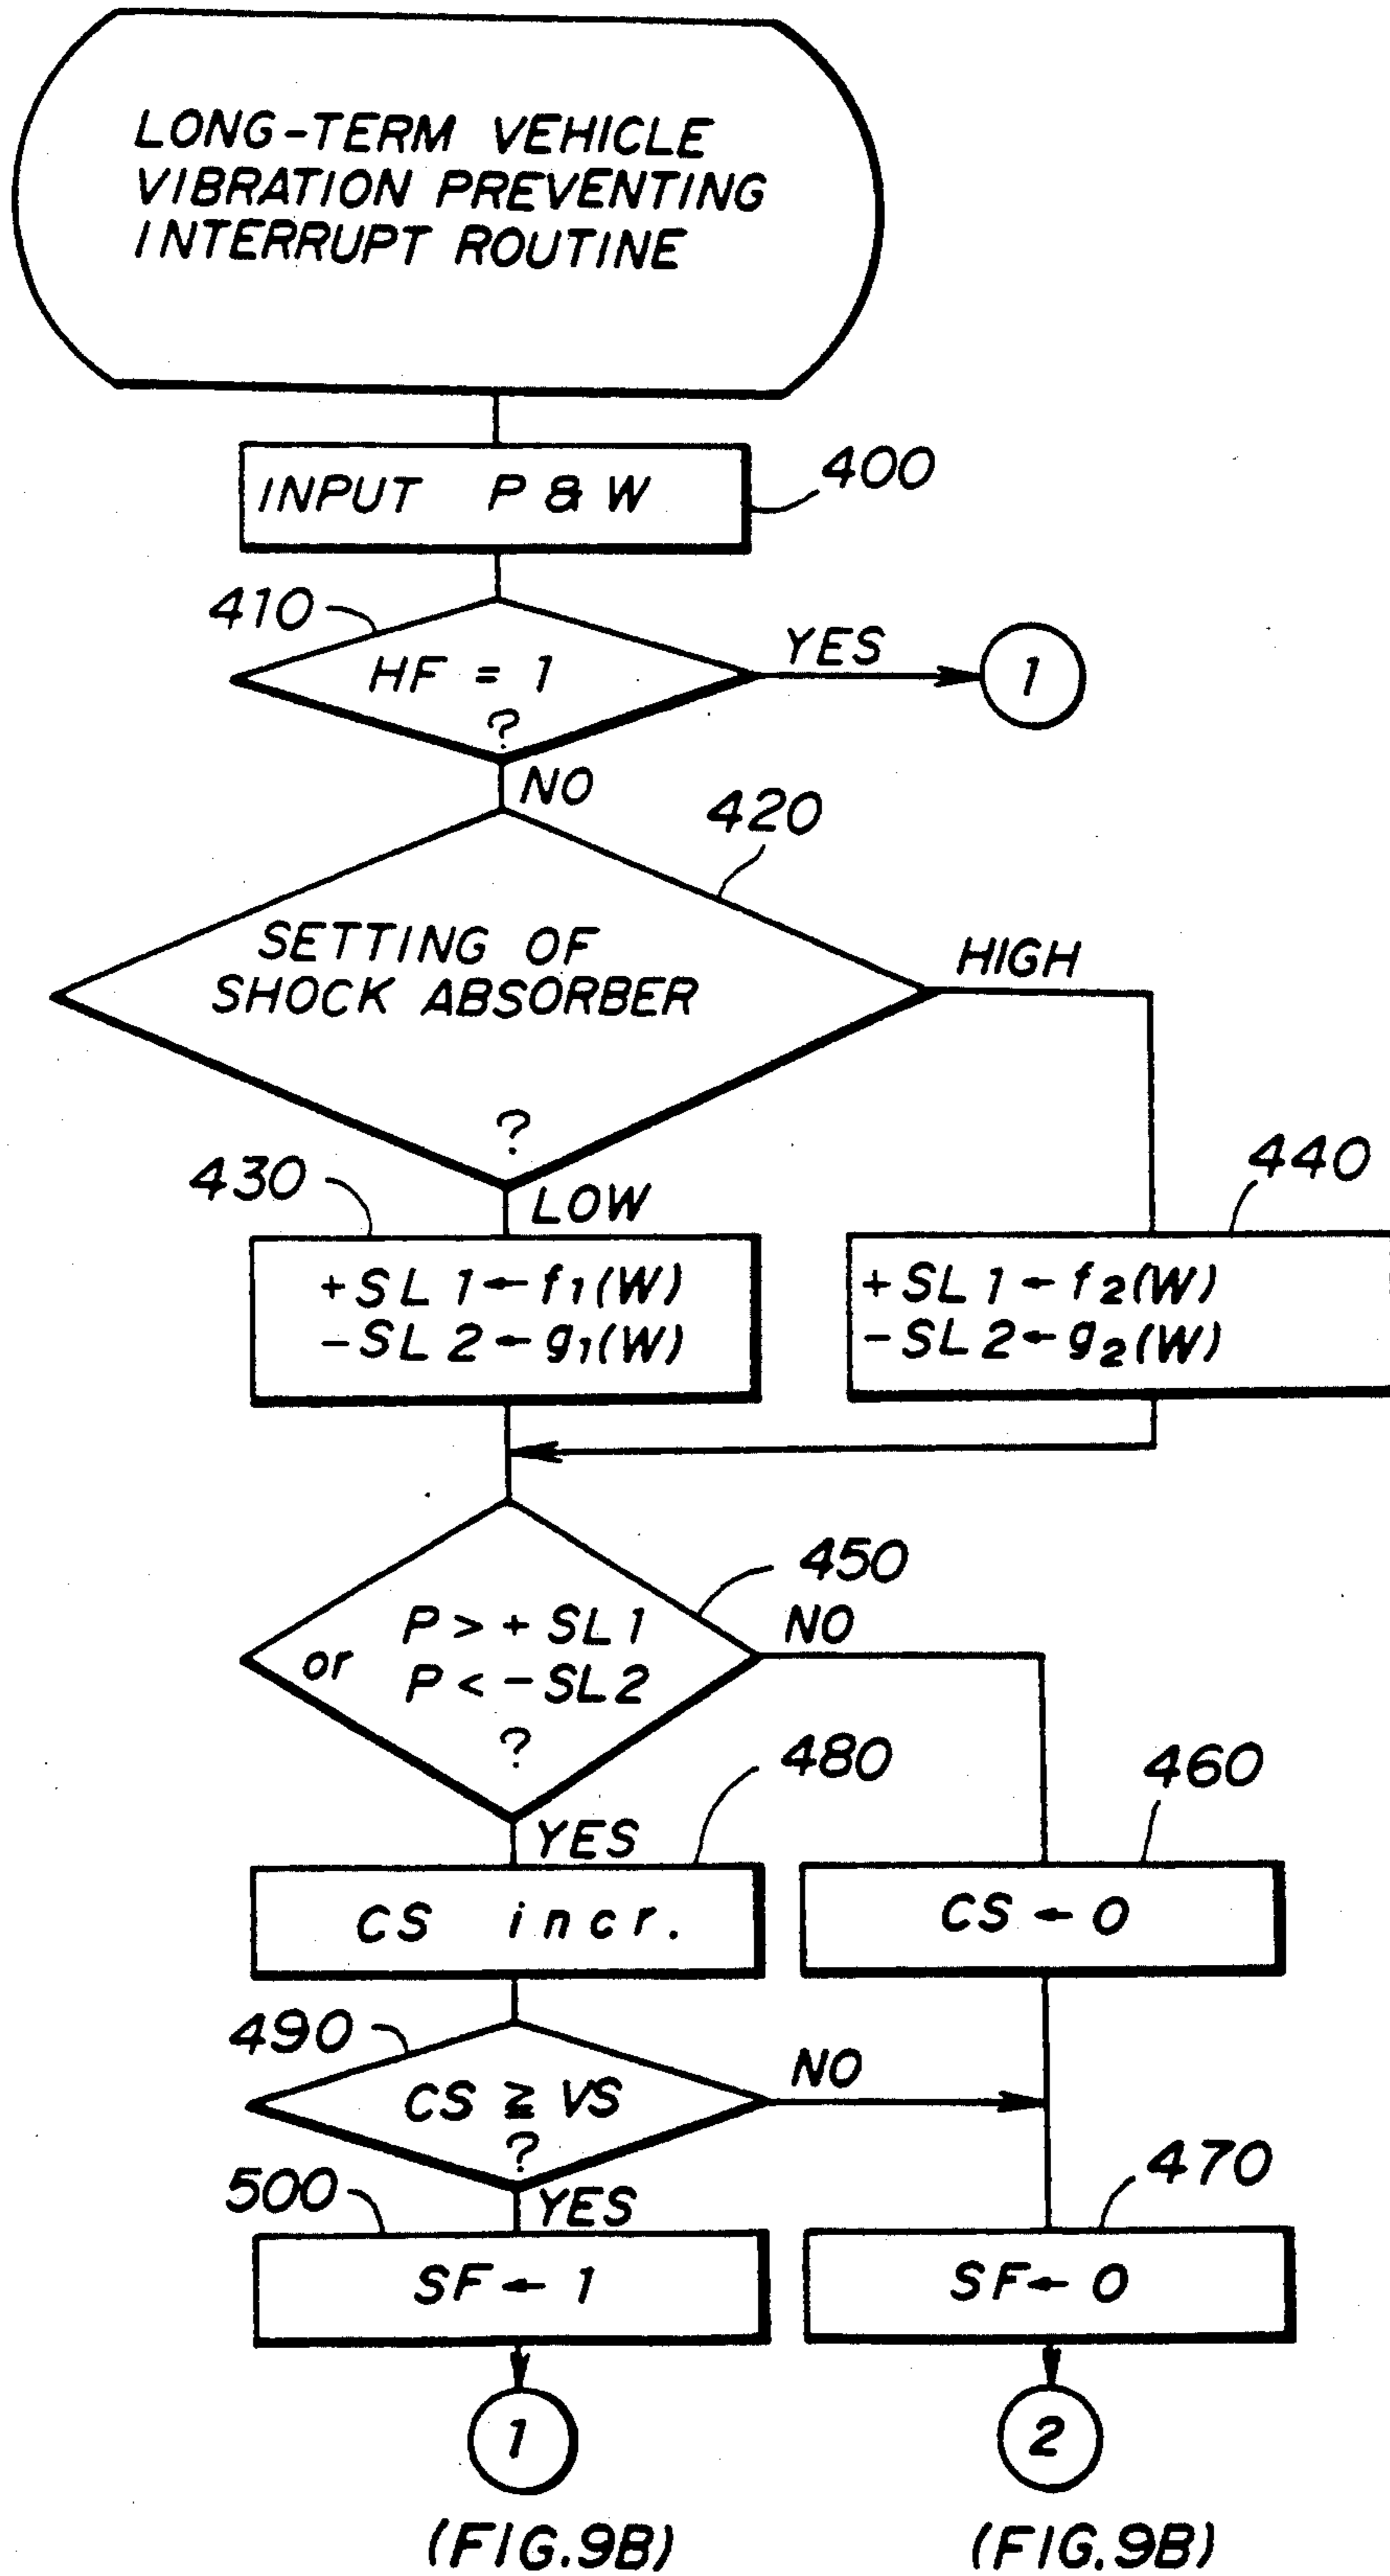 LONG-TERM VEHICLE
VIBRATION PREVENTING
INTERRUPT ROUTINE
INPUT P & W
400
410
HF = 1
?
YES
1
NO
420
SETTING OF
SHOCK ABSORBER
?
HIGH
LOW
430
+SL1←f1(W)
-SL2←g1(W)
440
+SL1←f2(W)
-SL2←g2(W)
450
P > + SL1
or P < - SL2
?
NO
YES
480
CS incr.
460
CS ← 0
490
CS ≧ VS
?
NO
YES
500
SF ← 1
470
SF ← 0
1
2
(FIG.9B)
(FIG.9B)